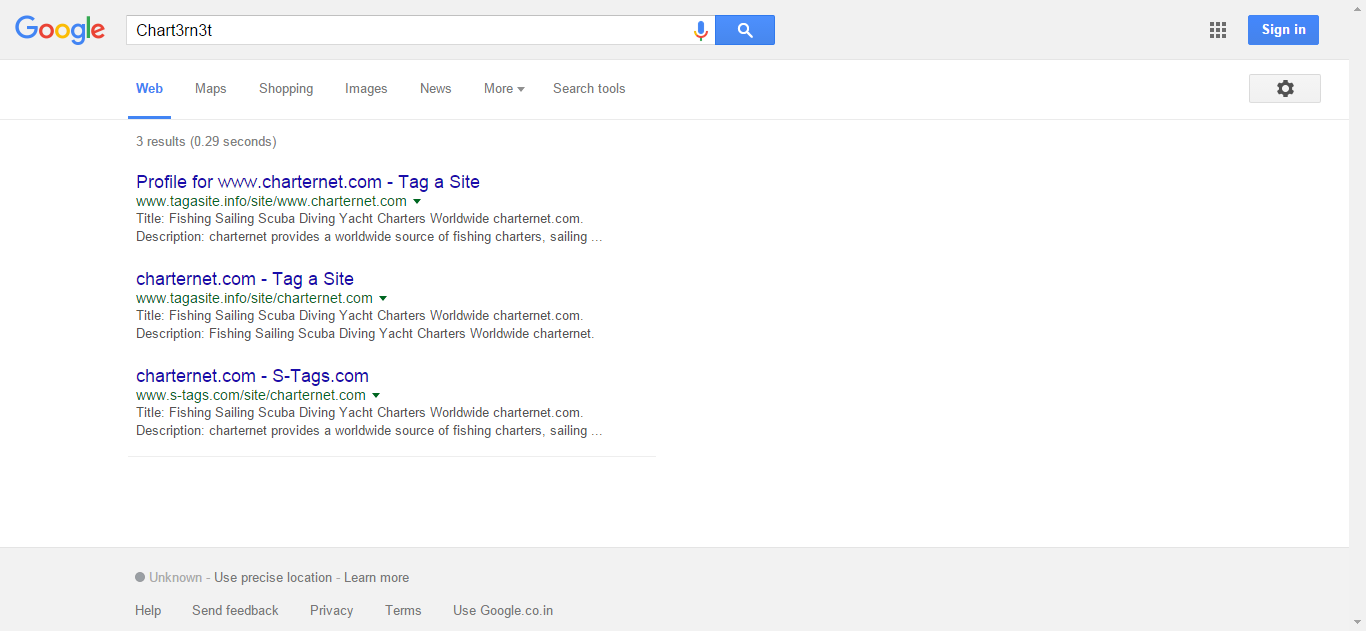 Google Chart3rn3t Sign in
Web Maps Shopping Images News More Search tools
3 results (0.29 seconds)
Profile for www.charternet.com - Tag a Site
www.tagasite.info/site/www.charternet.com
Title: Fishing Sailing Scuba Diving Yacht Charters Worldwide charternet.com.
Description: charternet provides a worldwide source of fishing charters, sailing ...
charternet.com - Tag a Site
www.tagasite.info/site/charternet.com
Title: Fishing Sailing Scuba Diving Yacht Charters Worldwide charternet.com.
Description: Fishing Sailing Scuba Diving Yacht Charters Worldwide charternet.
charternet.com - S-Tags.com
www.s-tags.com/site/charternet.com
Title: Fishing Sailing Scuba Diving Yacht Charters Worldwide charternet.com.
Description: charternet provides a worldwide source of fishing charters, sailing ...
Unknown - Use precise location - Learn more
Help Send feedback Privacy Terms Use Google.co.in